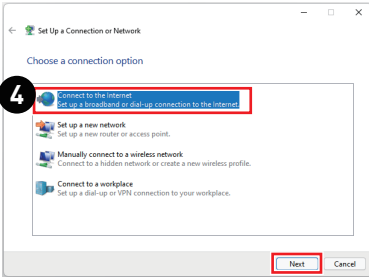 Set Up a Connection or Network
Choose a connection option
4
Connect to the Internet
Set up a broadband or dial-up connection to the Internet.
Set up a new network
Set up a new router or access point.
Manually connect to a wireless network
Connect to a hidden network or create a new wireless profile.
Connect to a workplace
Set up a dial-up or VPN connection to your workplace.
Next Cancel